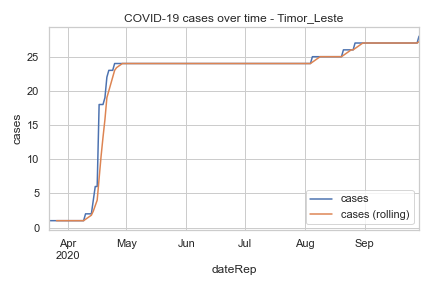 COVID-19 cases over time - Timor_Leste
cases
25
20
15
10
5
0
cases
cases (rolling)
Apr
2020
May
Jun
Jul
Aug
Sep
dateRep